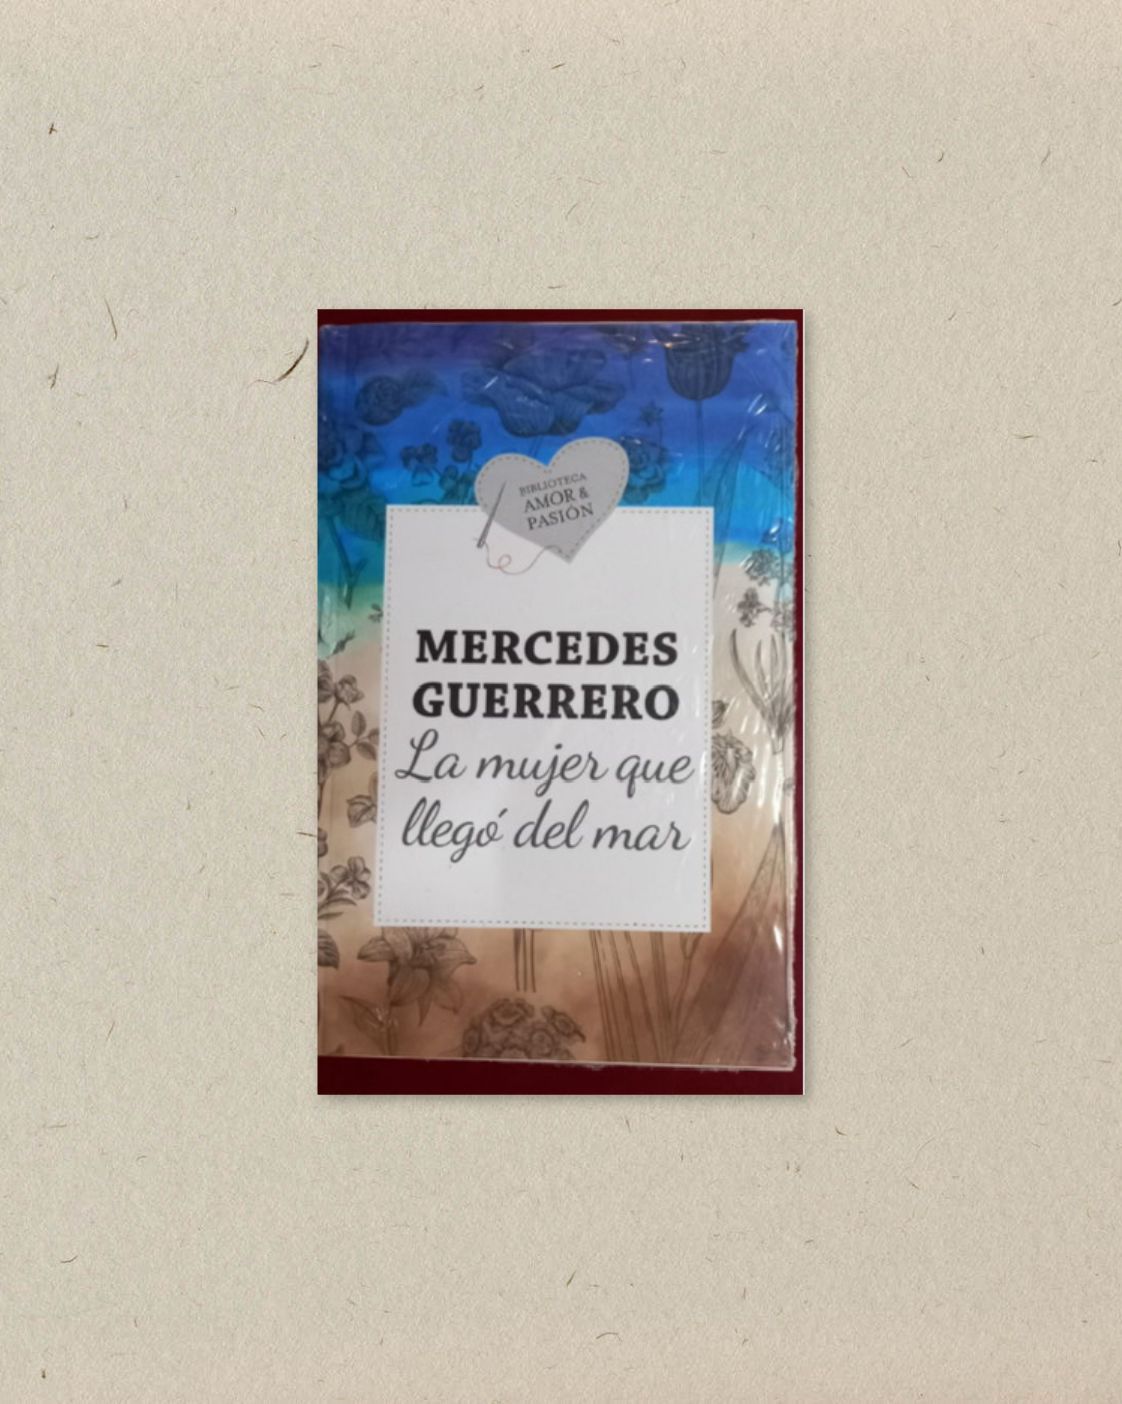 BIBLIOTECA
AMOR &
PASIÓN
MERCEDES
GUERRERO
La mujer que
llegó del mar